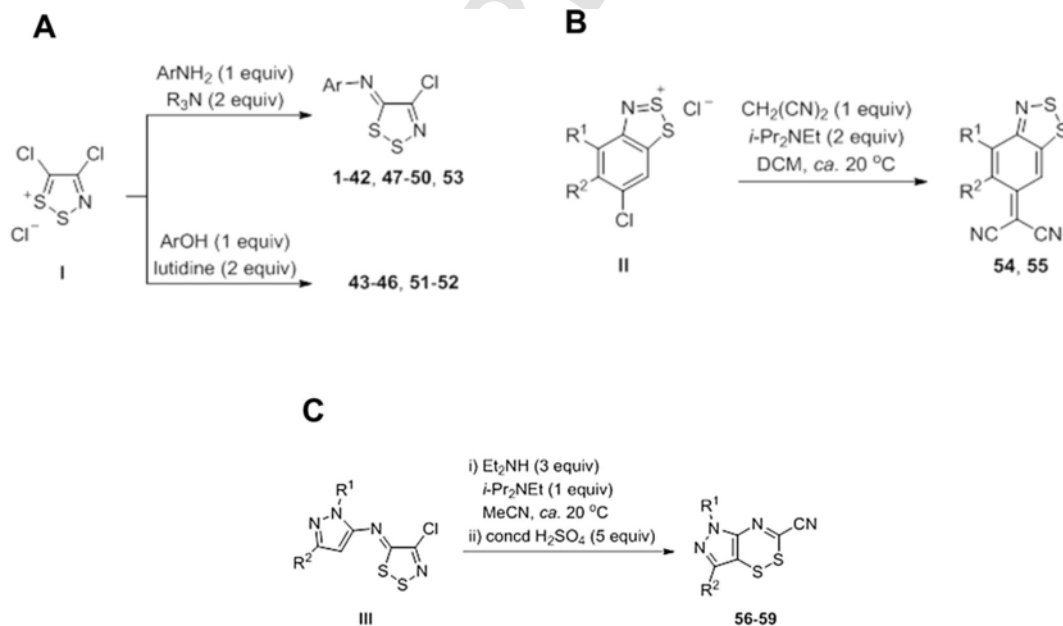 A
ArNH2 (1 equiv)
R3N (2 equiv)
Ar
N
Cl
S
S
N
1-42, 47-50, 53
Cl
Cl
+
S
S
N
Cl−
I
ArOH (1 equiv)
lutidine (2 equiv)
43-46, 51-52
B
N
S
+
S
Cl−
R1
R2
Cl
II
CH2(CN)2 (1 equiv)
i-Pr2NEt (2 equiv)
DCM, ca. 20 °C
N
S
S
R1
R2
NC
CN
54, 55
C
R1
N
N
N
Cl
R2
S
S
N
III
i) Et2NH (3 equiv)
i-Pr2NEt (1 equiv)
MeCN, ca. 20 °C
ii) concd H2SO4 (5 equiv)
R1
N
N
N
CN
S
S
R2
56-59